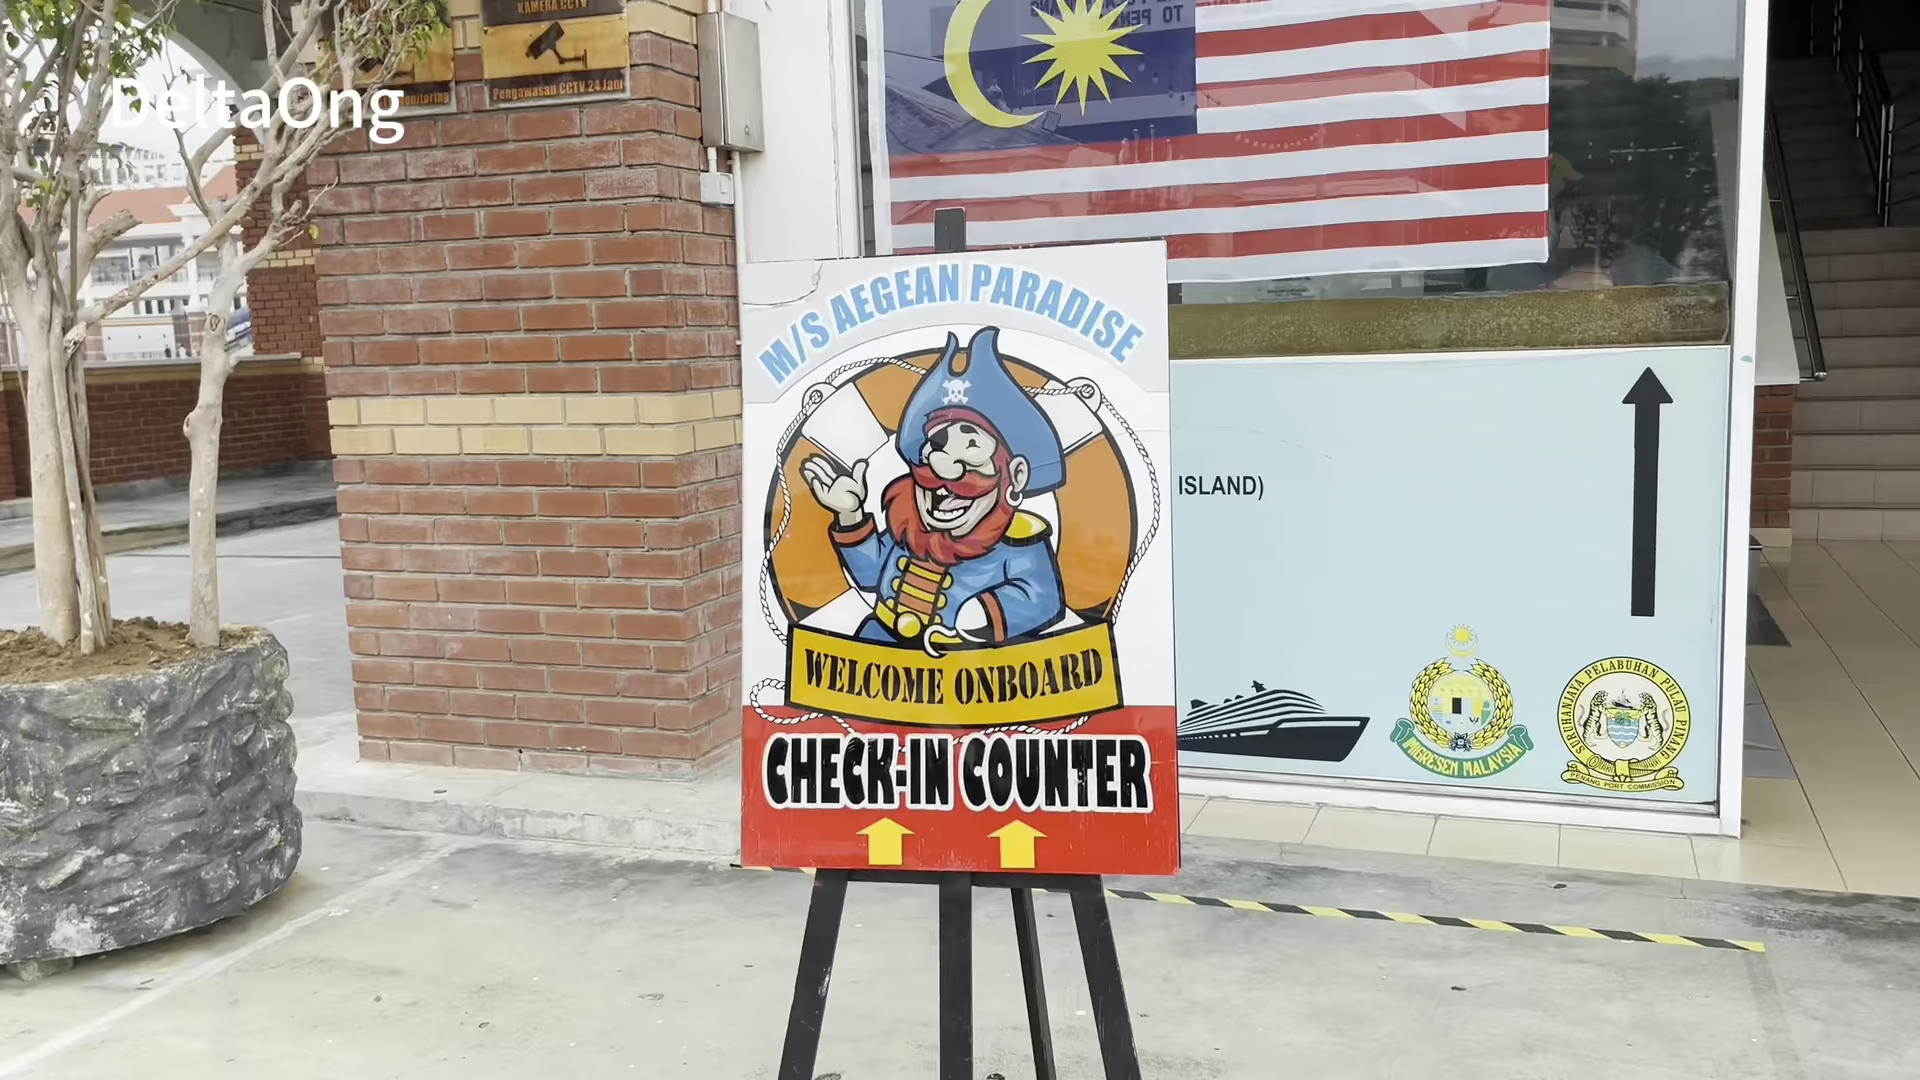 KAMERA CCTV
Pengawasan CCTV 24 Jam
DeltaOng
TO
M/S AEGEAN PARADISE
WELCOME ONBOARD
CHECK-IN COUNTER
ISLAND)
IMIGRESEN MALAYSIA
SURUHANJAYA PELABUHAN PULAU PINANG
PENANG PORT COMMISSION